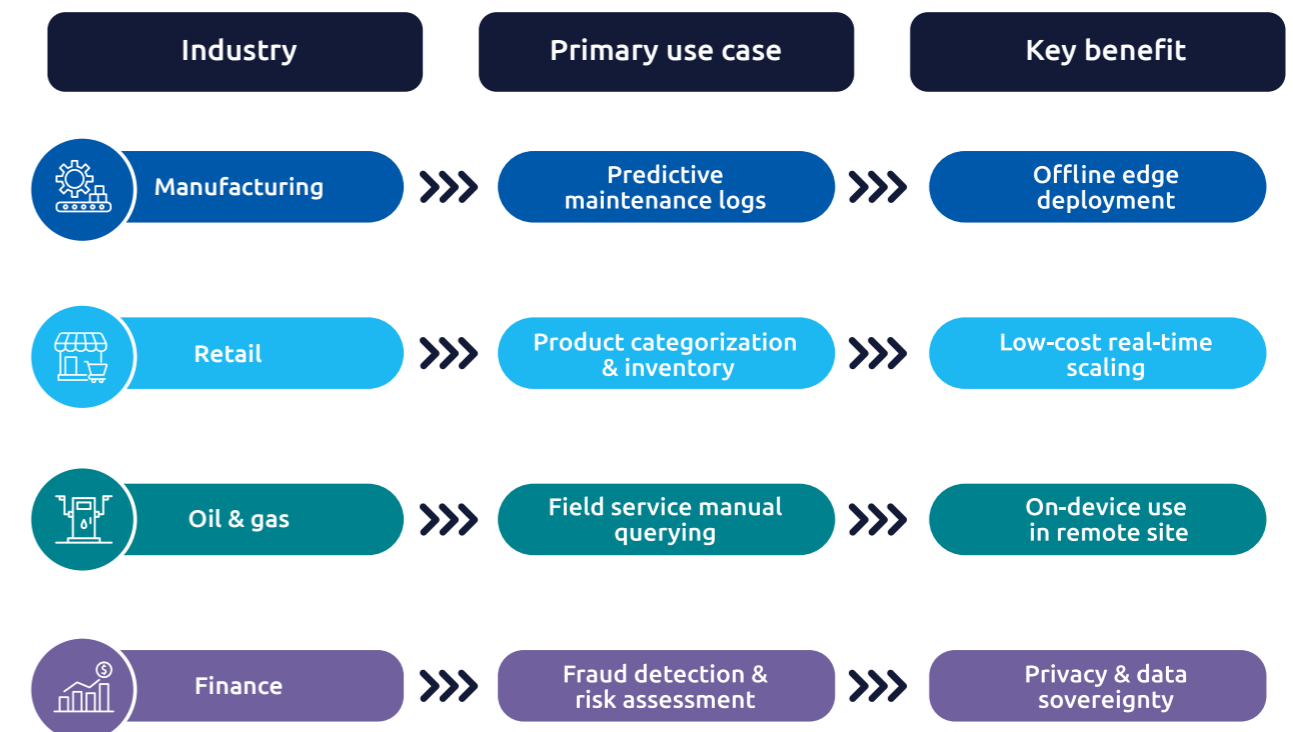 Industry
Primary use case
Key benefit
Manufacturing
Predictive
maintenance logs
Offline edge
deployment
Retail
Product categorization
& inventory
Low-cost real-time
scaling
Oil & gas
Field service manual
querying
On-device use
in remote site
Finance
Fraud detection &
risk assessment
Privacy & data
sovereignty
$